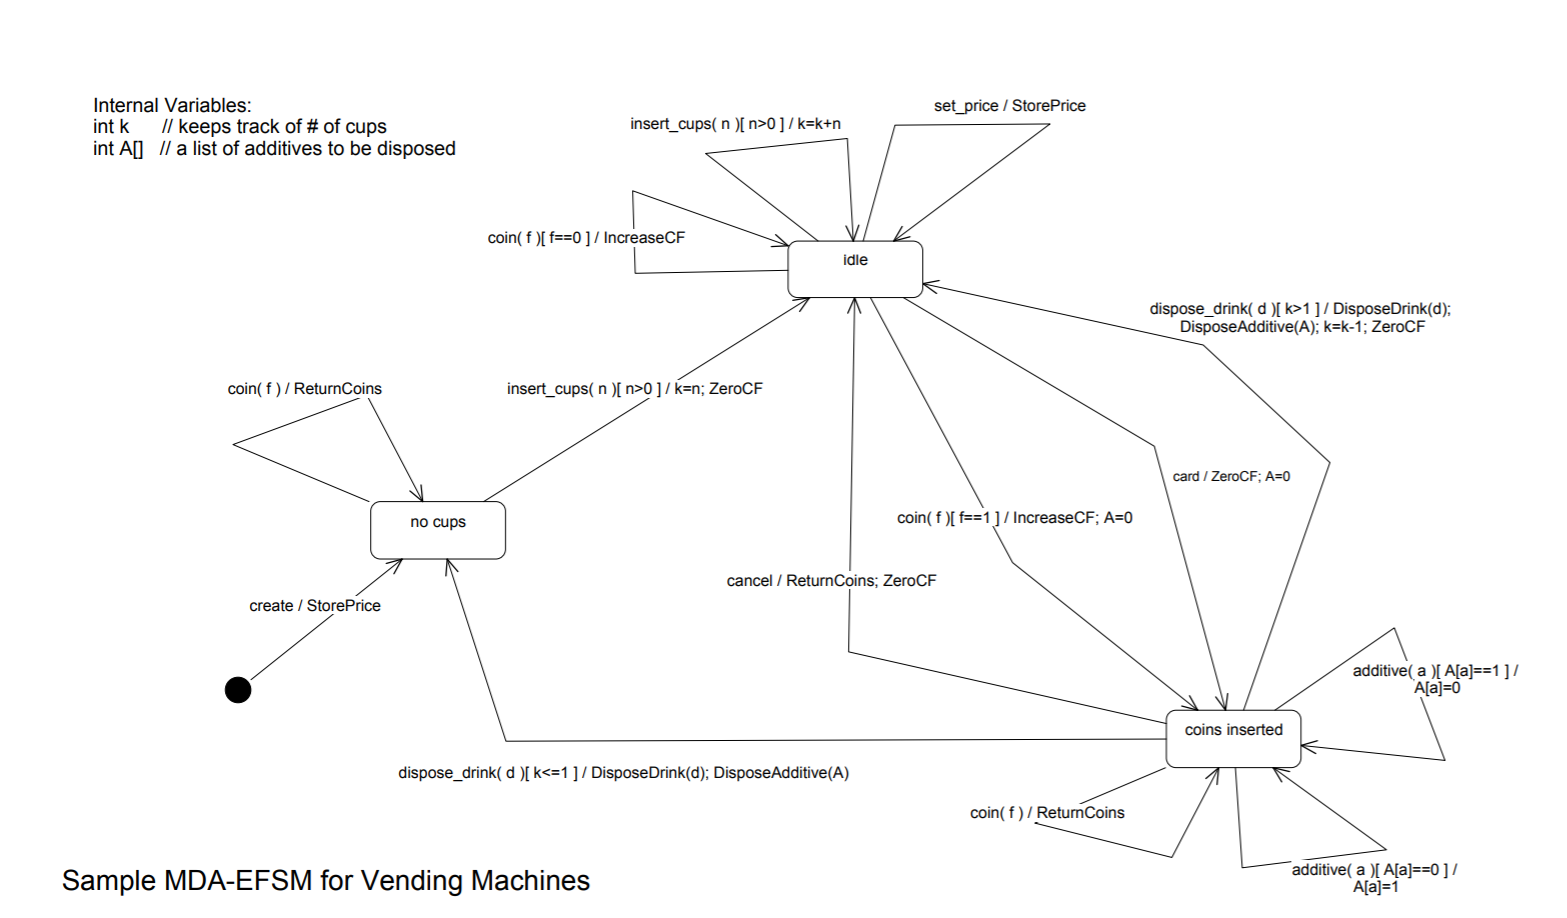 Internal Variables:
int k // keeps track of # of cups
int A[] // a list of additives to be disposed
set_price / StorePrice
insert_cups( n )[ n>0 ] / k=k+n
coin( f )[ f==0 ] / IncreaseCF
idle
dispose_drink( d )[ k>1 ] / DisposeDrink(d);
DisposeAdditive(A); k=k-1; ZeroCF
coin( f ) / ReturnCoins
insert_cups( n )[ n>0 ] / k=n; ZeroCF
card / ZeroCF; A=0
no cups
coin( f )[ f==1 ] / IncreaseCF; A=0
cancel / ReturnCoins; ZeroCF
create / StorePrice
additive( a )[ A[a]==1 ] /
A[a]=0
coins inserted
dispose_drink( d )[ k<=1 ] / DisposeDrink(d); DisposeAdditive(A)
coin( f ) / ReturnCoins
additive( a )[ A[a]==0 ] /
A[a]=1
Sample MDA-EFSM for Vending Machines